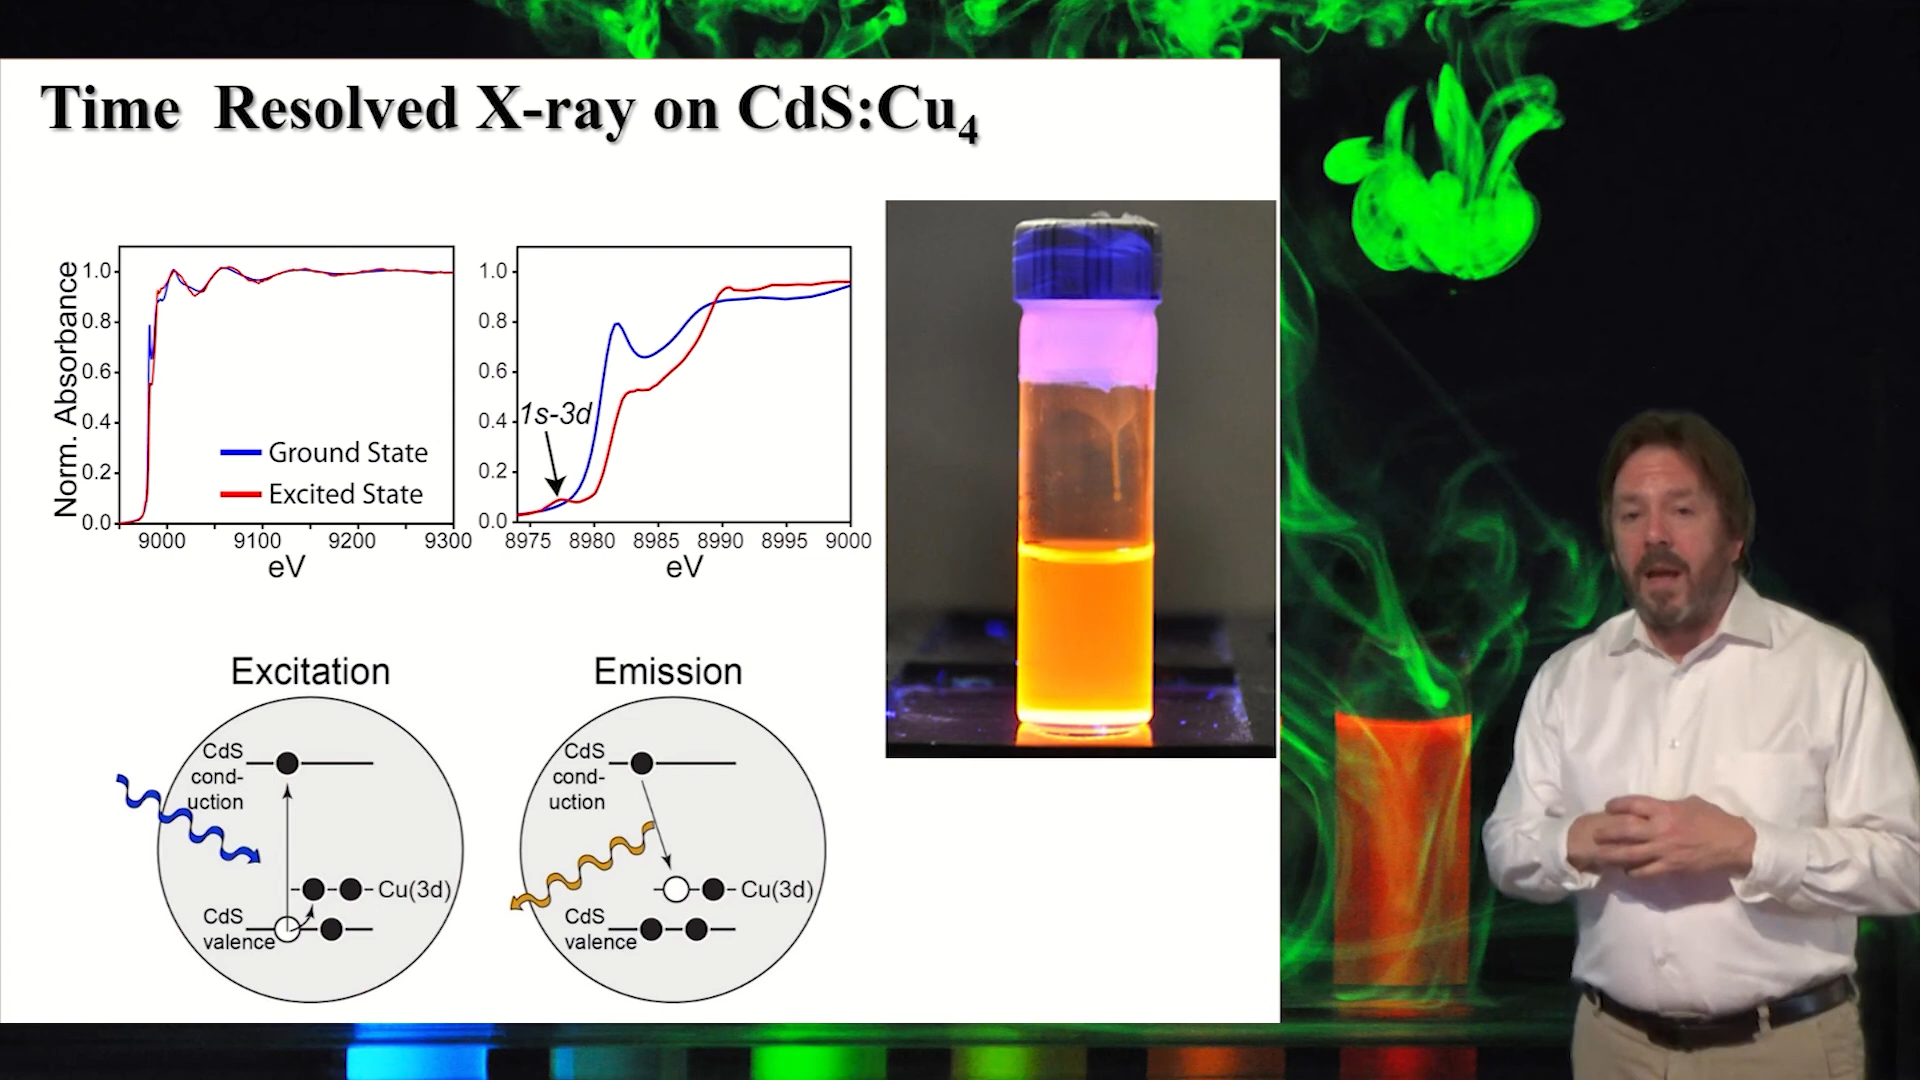 Time Resolved X-ray on CdS:Cu₄
Norm. Absorbance
1.0
0.8
0.6
0.4
0.2
0.0
9000 9100 9200 9300
eV
Ground State
Excited State
1.0
0.8
0.6
0.4
0.2
0.0
1s-3d
8975 8980 8985 8990 8995 9000
eV
Excitation
CdS
cond-
uction
Cu(3d)
CdS
valence
Emission
CdS
cond-
uction
Cu(3d)
CdS
valence